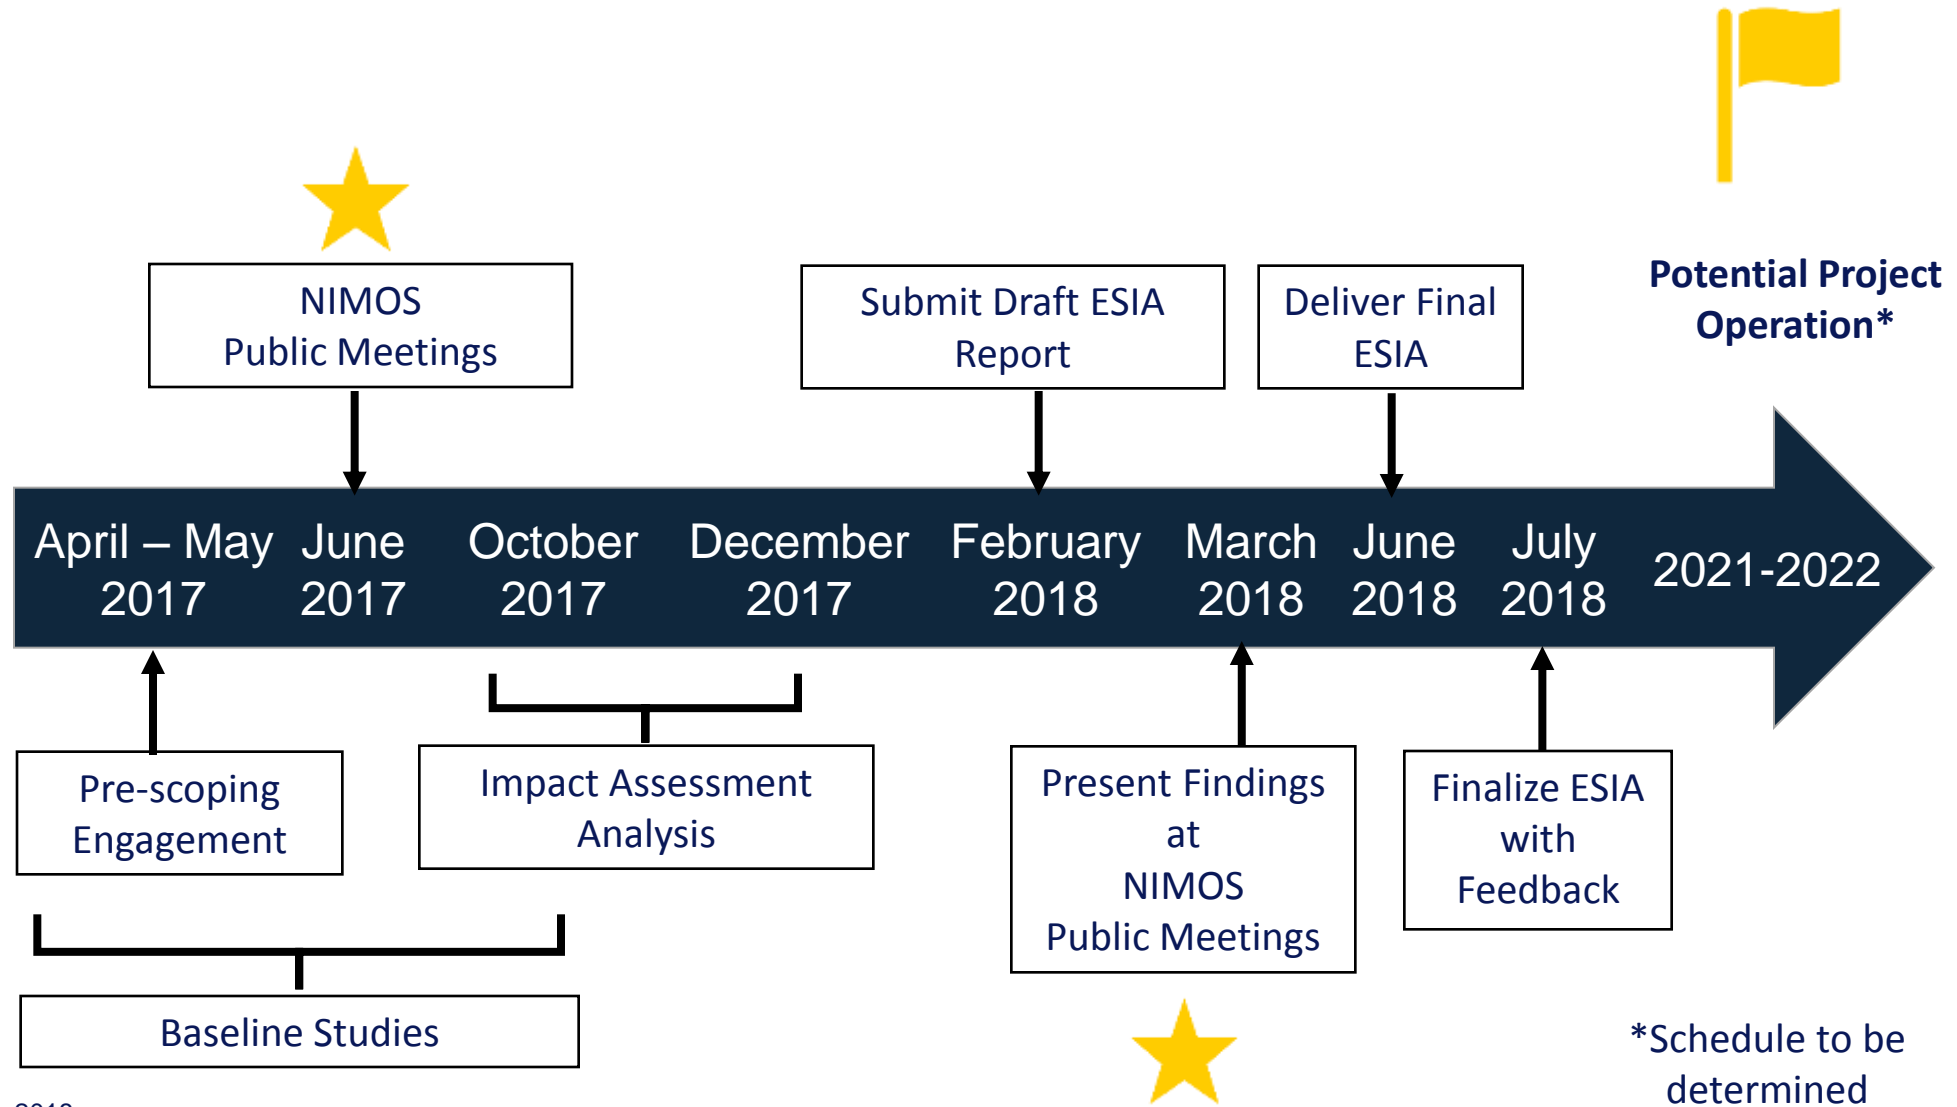 NIMOS
Public Meetings
Submit Draft ESIA
Report
Deliver Final
ESIA
Potential Project
Operation*
April – May
2017
June
2017
October
2017
December
2017
February
2018
March
2018
June
2018
July
2018
2021-2022
Pre-scoping
Engagement
Impact Assessment
Analysis
Present Findings
at
NIMOS
Public Meetings
Finalize ESIA
with
Feedback
Baseline Studies
*Schedule to be
determined